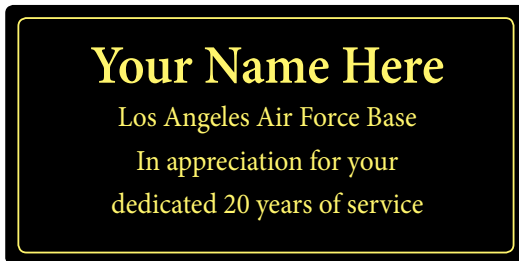 Your Name Here
Los Angeles Air Force Base
In appreciation for your
dedicated 20 years of service